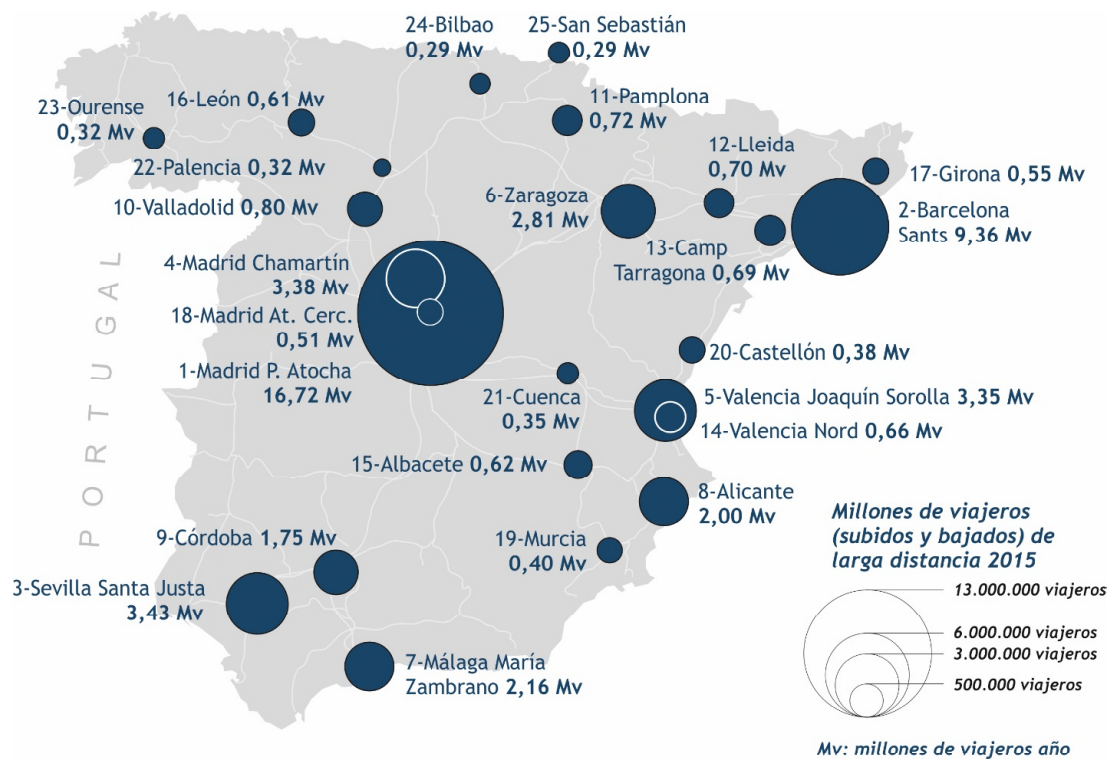 24-Bilbao
0,29 Mv
25-San Sebastián
0,29 Mv
23-Ourense
0,32 Mv
16-León 0,61 Mv
11-Pamplona
0,72 Mv
22-Palencia 0,32 Mv
12-Lleida
0,70 Mv
17-Girona 0,55 Mv
10-Valladolid 0,80 Mv
6-Zaragoza
2,81 Mv
2-Barcelona
Sants 9,36 Mv
13-Camp
Tarragona 0,69 Mv
4-Madrid Chamartín
3,38 Mv
18-Madrid At. Cerc.
0,51 Mv
1-Madrid P. Atocha
16,72 Mv
PORTUGAL
20-Castellón 0,38 Mv
21-Cuenca
0,35 Mv
5-Valencia Joaquín Sorolla 3,35 Mv
14-Valencia Nord 0,66 Mv
15-Albacete 0,62 Mv
8-Alicante
2,00 Mv
9-Córdoba 1,75 Mv
19-Murcia
0,40 Mv
3-Sevilla Santa Justa
3,43 Mv
7-Málaga María
Zambrano 2,16 Mv
Millones de viajeros
(subidos y bajados) de
larga distancia 2015
13.000.000 viajeros
6.000.000 viajeros
3.000.000 viajeros
500.000 viajeros
Mv: millones de viajeros año